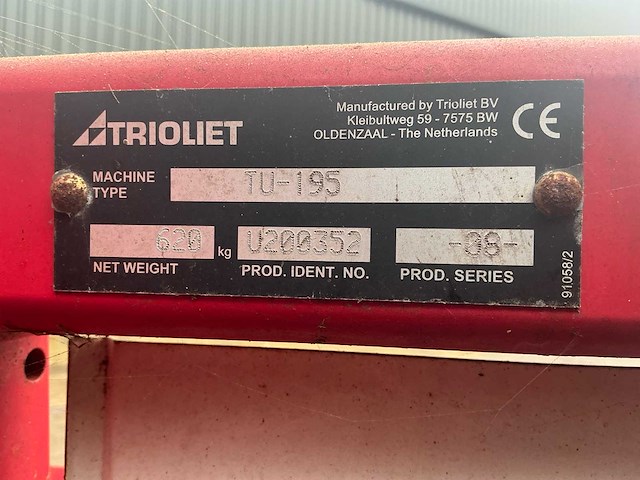 TRIOLIET
Manufactured by Trioliet BV
Kleibultweg 59 - 7575 BW
OLDENZAAL - The Netherlands
CE
MACHINE TYPE TU-195
620 kg U200352 -08-
NET WEIGHT PROD. IDENT. NO. PROD. SERIES
91058/2